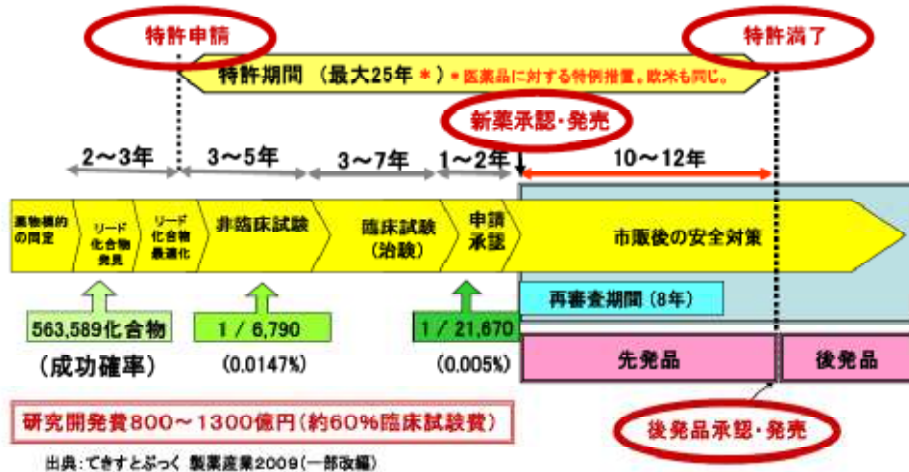 特許申請
特許満了
特許期間 (最大25年 *) *医薬品に対する特例措置。欧米も同じ。
新薬承認・発売
2~3年
3~5年
3~7年
1~2年
10~12年
薬物標的
の同定
リード
化合物
発見
リード
化合物
最適化
非臨床試験
臨床試験
(治験)
申請
承認
市販後の安全対策
再審査期間 (8年)
563,589化合物
(成功確率)
1 / 6,790
(0.0147%)
1 / 21,670
(0.005%)
先発品
後発品
研究開発費800~1300億円(約60%臨床試験費)
後発品承認・発売
出典:てきすとぶっく 製薬産業2009(一部改編)